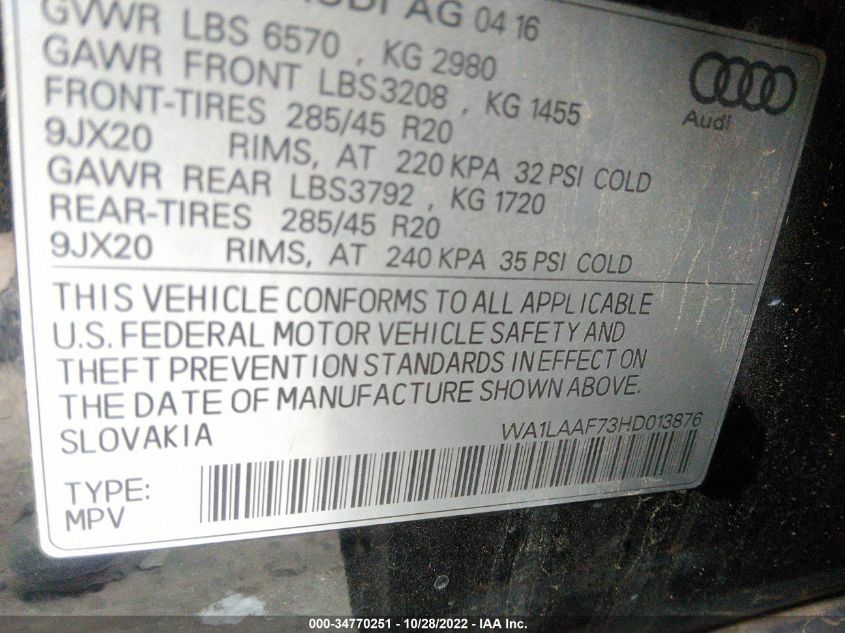 AUDI AG 04 16
GVWR LBS 6570 , KG 2980
GAWR FRONT LBS3208 , KG 1455
FRONT-TIRES 285/45 R20
9JX20 RIMS, AT 220 KPA 32 PSI COLD
GAWR REAR LBS3792 , KG 1720
REAR-TIRES 285/45 R20
9JX20 RIMS, AT 240 KPA 35 PSI COLD
Audi
THIS VEHICLE CONFORMS TO ALL APPLICABLE
U.S. FEDERAL MOTOR VEHICLE SAFETY AND
THEFT PREVENTION STANDARDS IN EFFECT ON
THE DATE OF MANUFACTURE SHOWN ABOVE.
SLOVAKIA WA1LAAF73HD013876
TYPE:
MPV
000-34770251 - 10/28/2022 - IAA Inc.